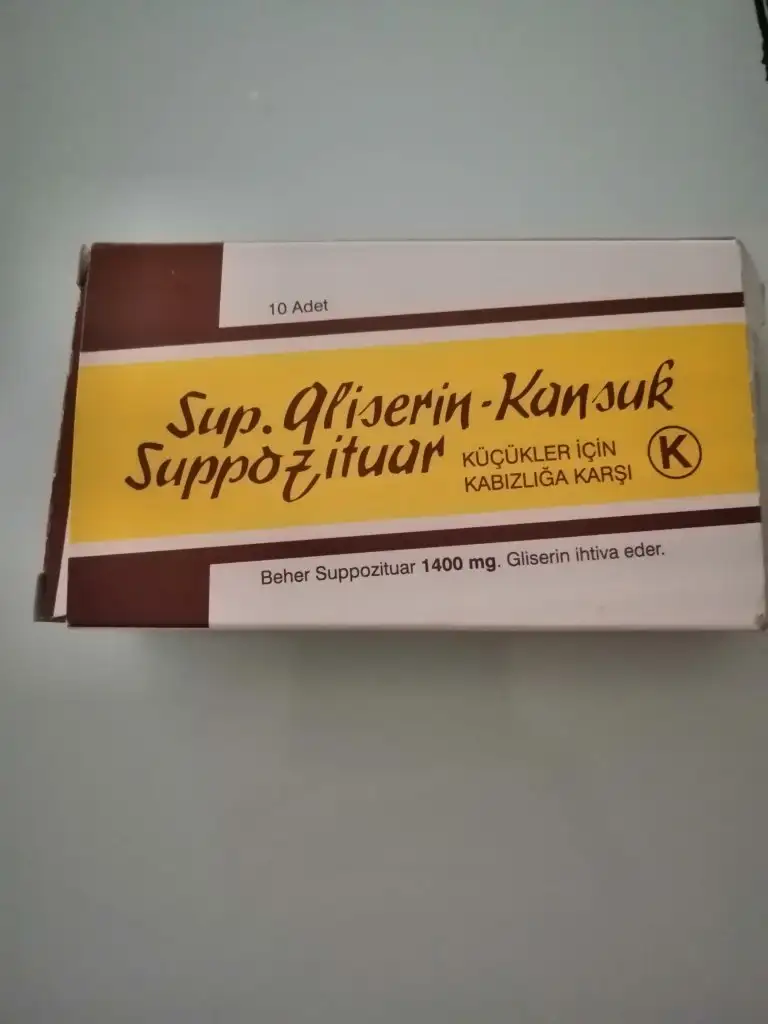 10 Adet
Sup. Gliserin-Kansuk
Suppozituar
KÜÇÜKLER İÇİN
KABIZLIĞA KARŞI
K
Beher Suppozituar 1400 mg. Gliserin ihtiva eder.